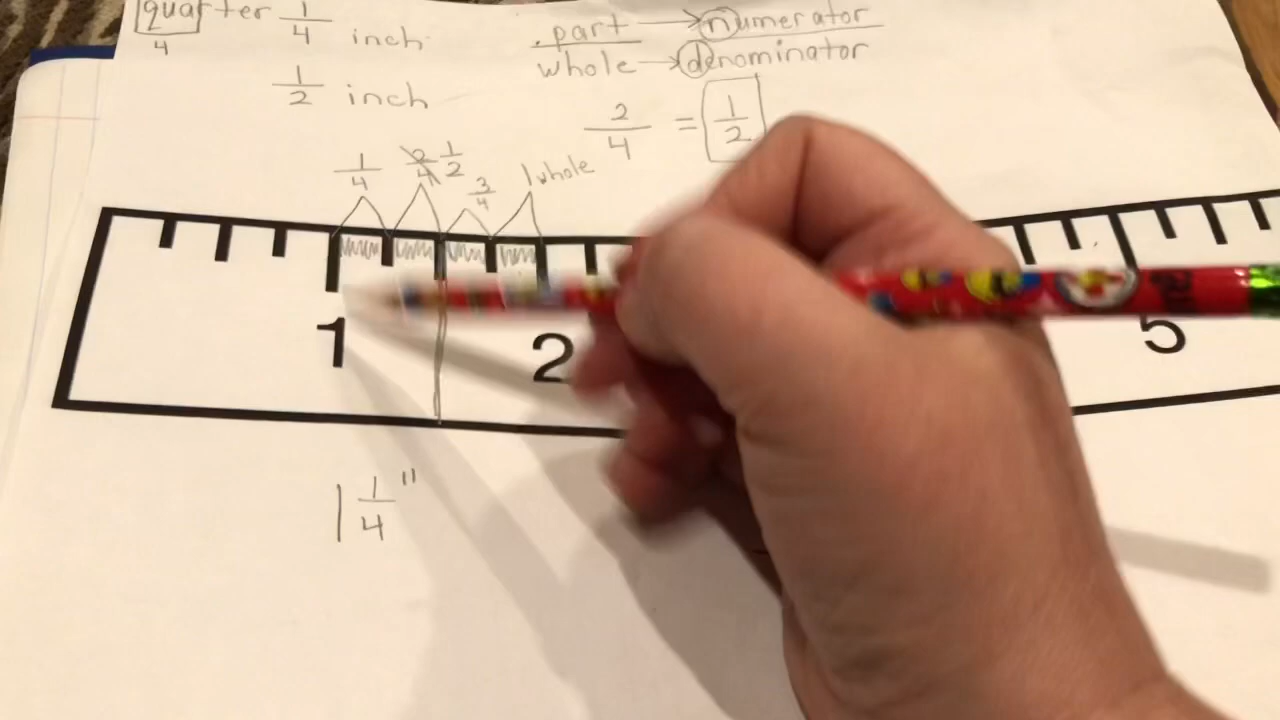 quarter 1/4 inch
4
part → numerator
whole → denominator
1/2 inch
2/4 = 1/2
1/4 2/4 1/2 3/4 1 whole
1 2 5
1 1/4 "